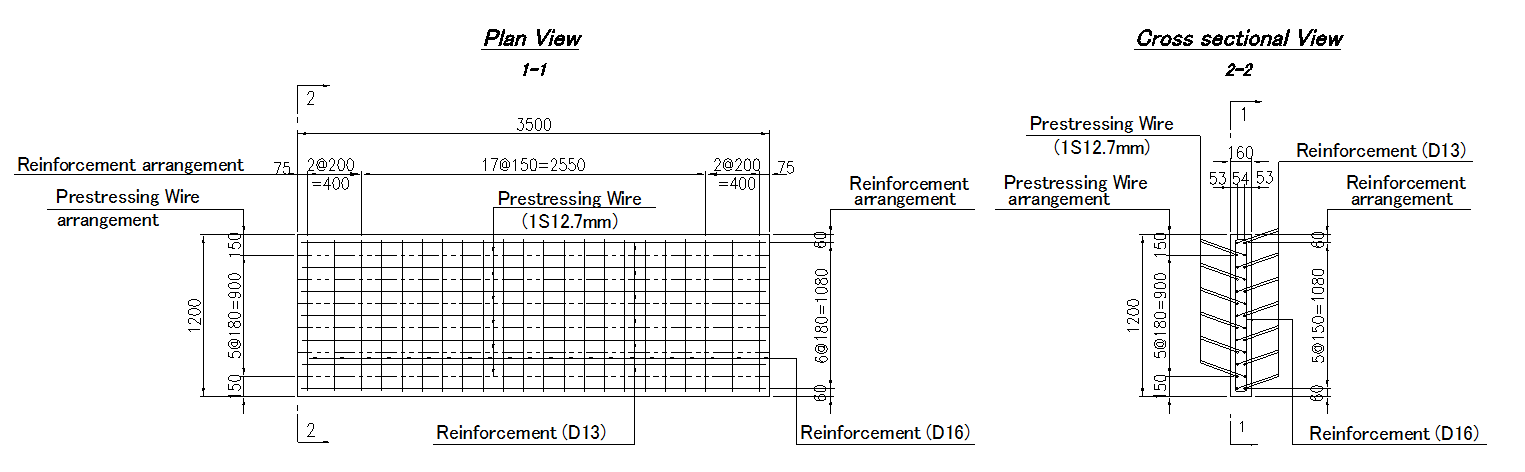 Plan View
1-1
2
3500
Reinforcement arrangement
75
2@200
=400
17@150=2550
2@200
=400
75
Prestressing Wire
arrangement
Prestressing Wire
(1S12.7mm)
Reinforcement
arrangement
150
5@180=900
150
1200
60
6@180=1080
60
2
Reinforcement (D13)
Reinforcement (D16)
Cross sectional View
2-2
1
Prestressing Wire
(1S12.7mm)
160
Reinforcement (D13)
53
54
53
Prestressing Wire
arrangement
Reinforcement
arrangement
150
5@180=900
150
1200
60
5@150=1080
60
1
Reinforcement (D16)